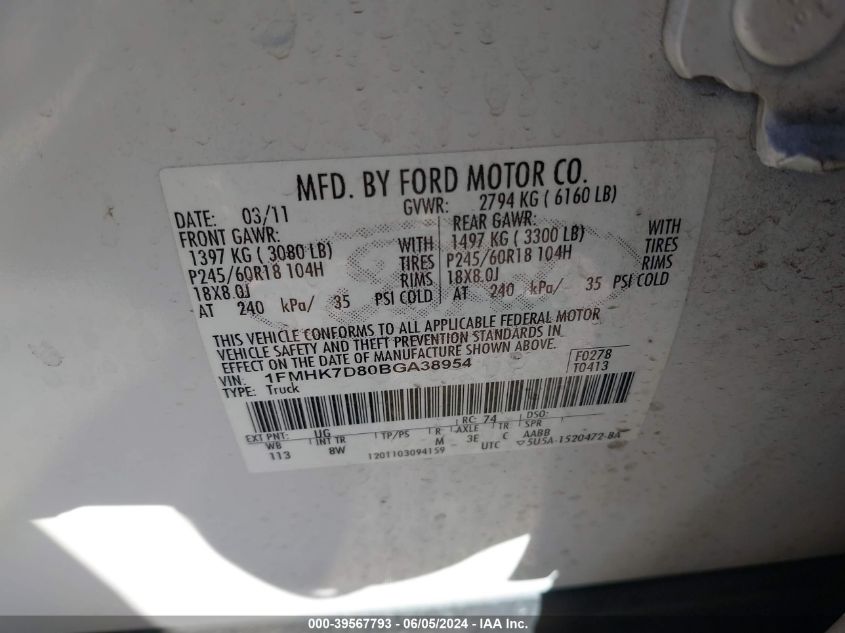 MFD. BY FORD MOTOR CO.
DATE: 03/11 GVWR: 2794 KG ( 6160 LB)
FRONT GAWR: REAR GAWR:
1397 KG ( 3080 LB) WITH 1497 KG ( 3300 LB) WITH
P245/60R18 104H TIRES P245/60R18 104H TIRES
18X8.0J RIMS 18X8.0J RIMS
AT 240 kPa/ 35 PSI COLD AT 240 kPa/ 35 PSI COLD
THIS VEHICLE CONFORMS TO ALL APPLICABLE FEDERAL MOTOR
VEHICLE SAFETY AND THEFT PREVENTION STANDARDS IN
EFFECT ON THE DATE OF MANUFACTURE SHOWN ABOVE.
VIN: 1FMHK7D80BGA38954 F0278
TYPE: Truck T0413
EXT PNT: UG RC: 74 DSO:
WB INT TR TP/PS R AXLE TR SPR
113 8W M 3E C AABB
1201103094159 UTC 5U5A-1520472-BA
000-39567793 - 06/05/2024 - IAAI.com